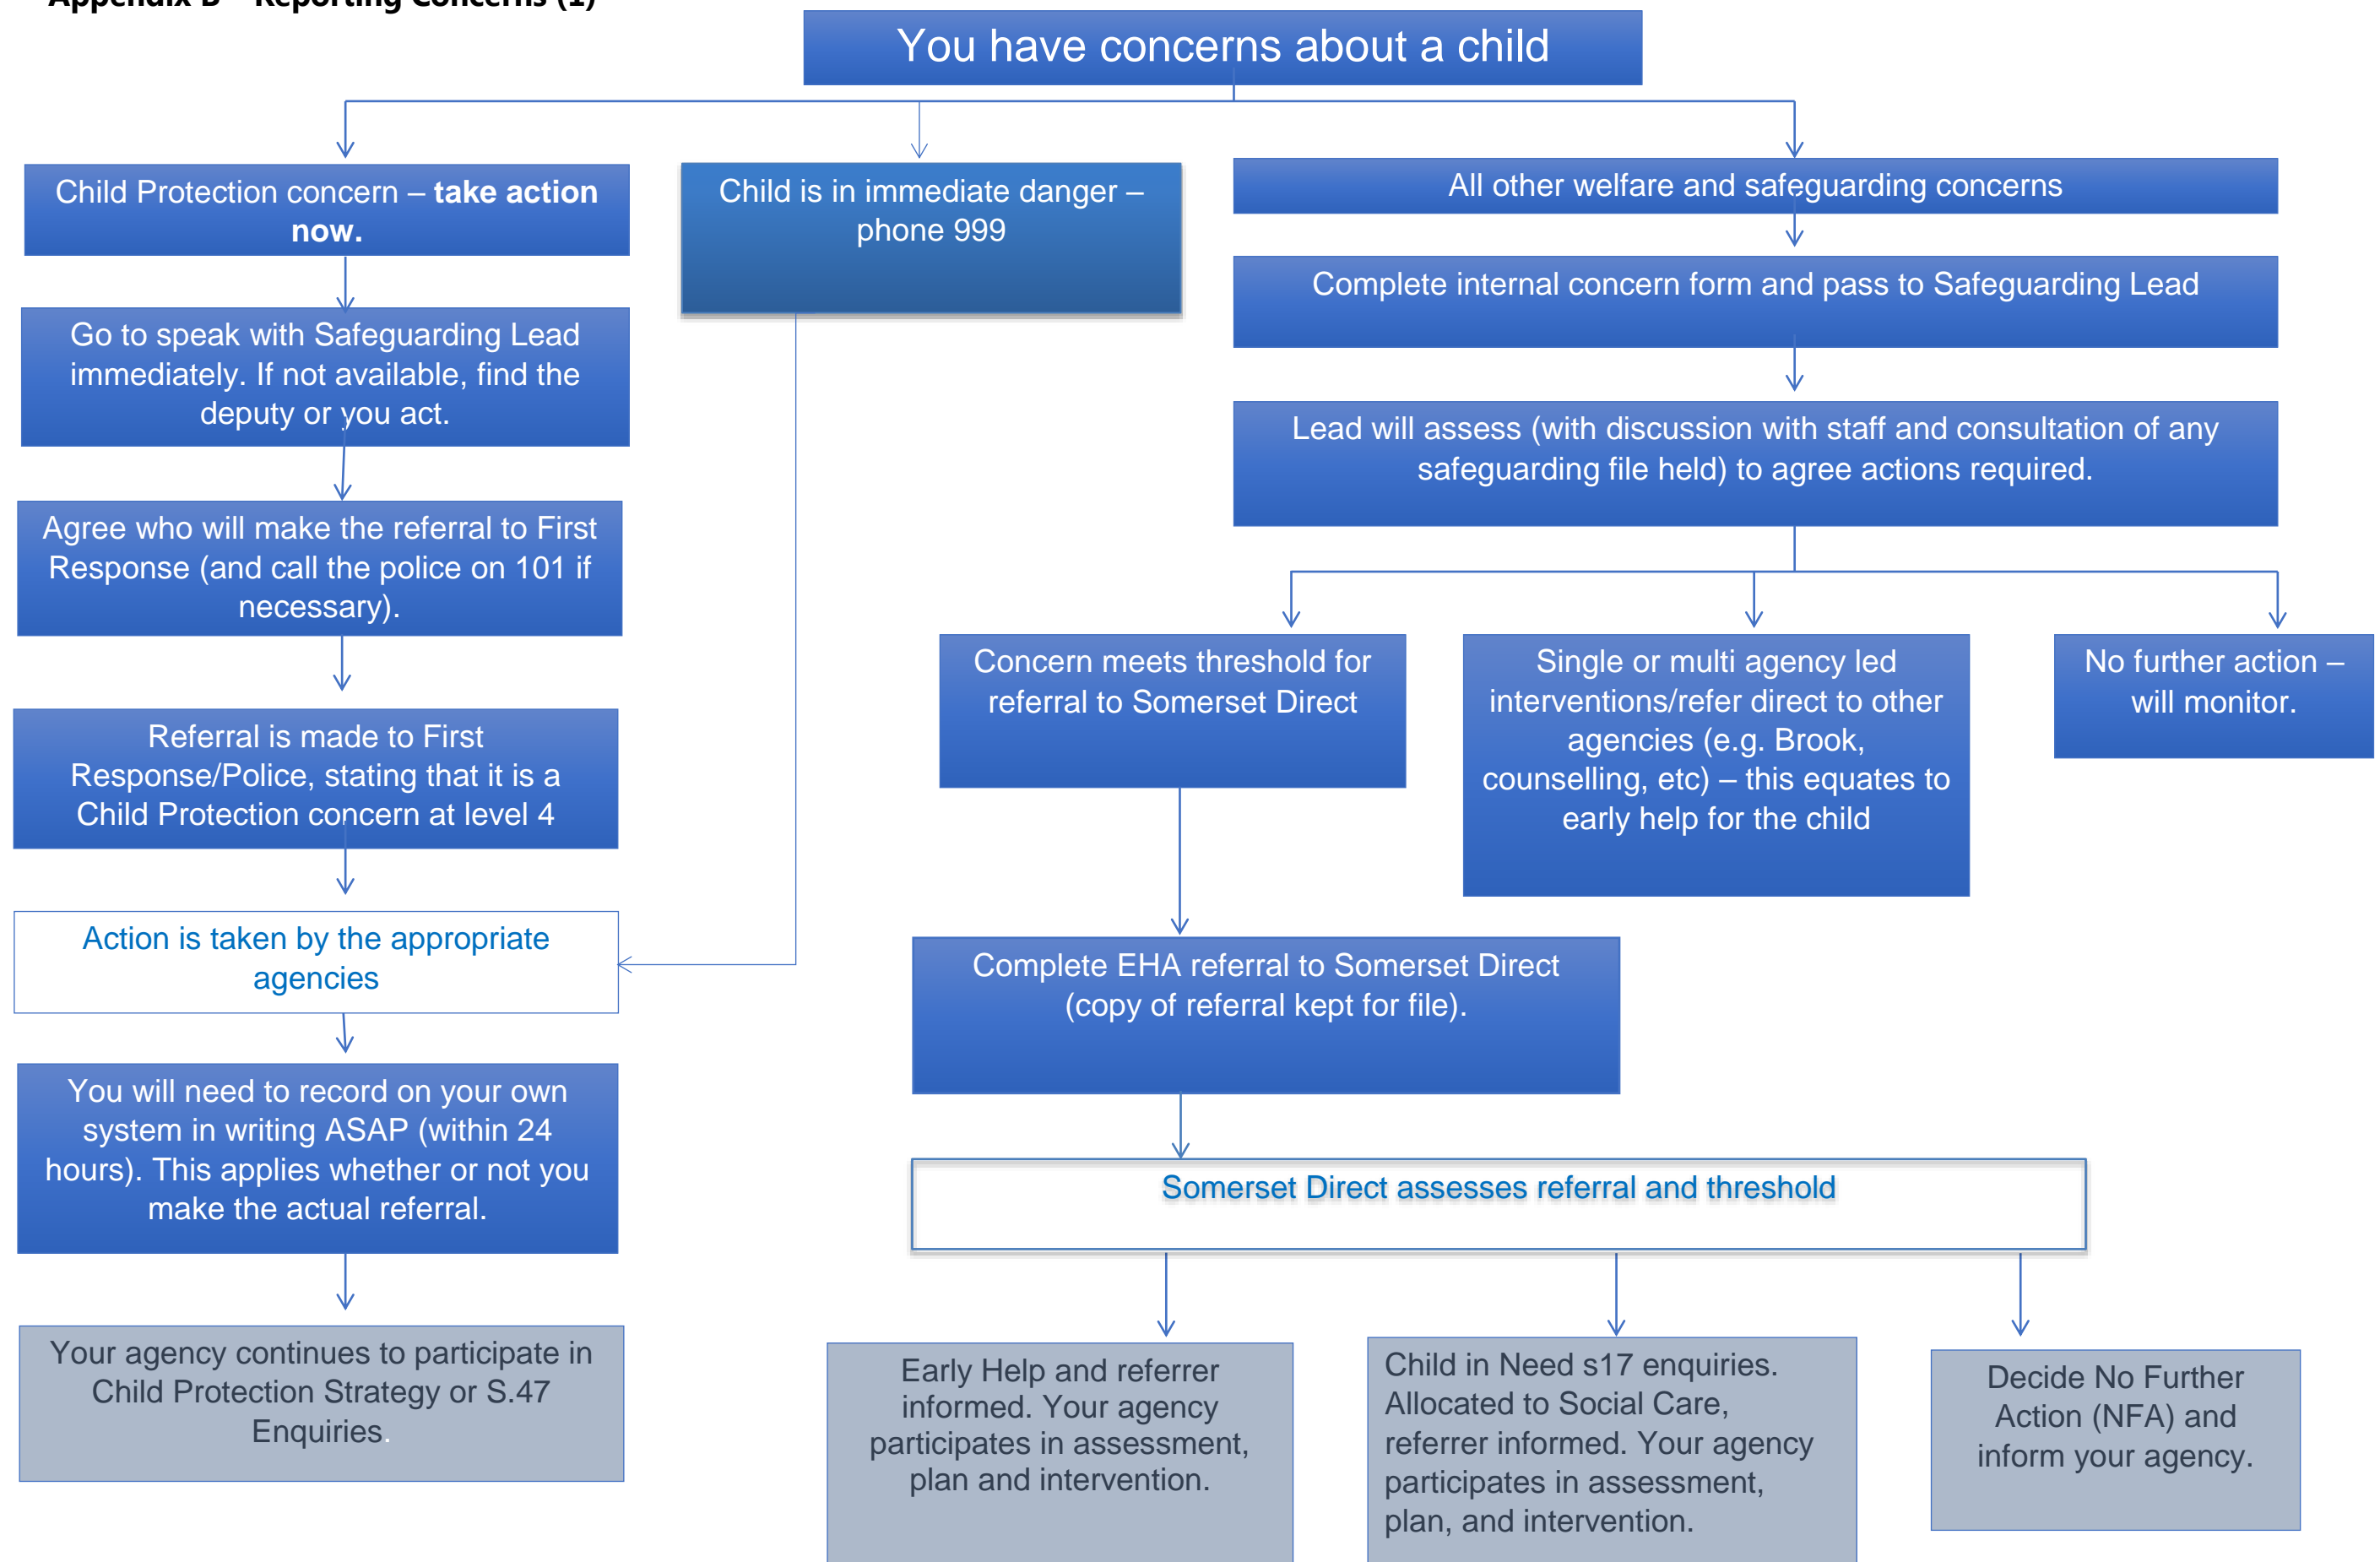 Appendix B – Reporting Concerns (1)
You have concerns about a child
Child Protection concern – take action
now.
Child is in immediate danger –
phone 999
All other welfare and safeguarding concerns
Go to speak with Safeguarding Lead
immediately. If not available, find the
deputy or you act.
Complete internal concern form and pass to Safeguarding Lead
Lead will assess (with discussion with staff and consultation of any
safeguarding file held) to agree actions required.
Agree who will make the referral to First
Response (and call the police on 101 if
necessary).
Concern meets threshold for
referral to Somerset Direct
Single or multi agency led
interventions/refer direct to other
agencies (e.g. Brook,
counselling, etc) – this equates to
early help for the child
No further action –
will monitor.
Referral is made to First
Response/Police, stating that it is a
Child Protection concern at level 4
Action is taken by the appropriate
agencies
Complete EHA referral to Somerset Direct
(copy of referral kept for file).
You will need to record on your own
system in writing ASAP (within 24
hours). This applies whether or not you
make the actual referral.
Somerset Direct assesses referral and threshold
Your agency continues to participate in
Child Protection Strategy or S.47
Enquiries.
Early Help and referrer
informed. Your agency
participates in assessment,
plan and intervention.
Child in Need s17 enquiries.
Allocated to Social Care,
referrer informed. Your agency
participates in assessment,
plan, and intervention.
Decide No Further
Action (NFA) and
inform your agency.